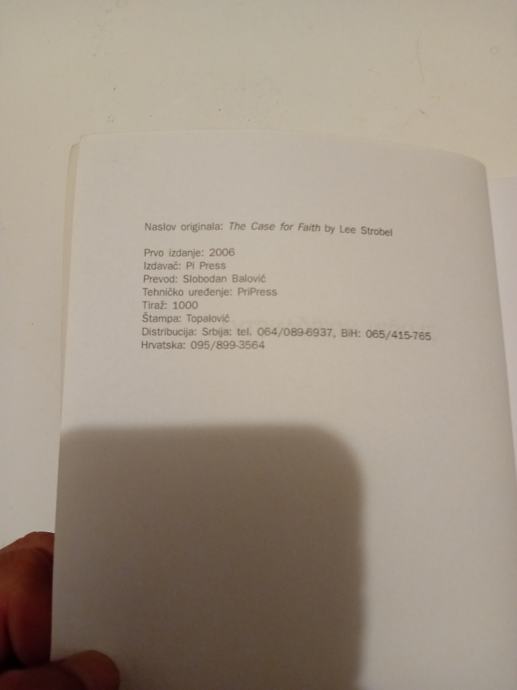 Naslov originala: The Case for Faith by Lee Strobel
Prvo izdanje: 2006
Izdavač: Pi Press
Prevod: Slobodan Balović
Tehničko uređenje: PriPress
Tiraž: 1000
Štampa: Topalović
Distribucija: Srbija: tel. 064/089-6937, BiH: 065/415-765
Hrvatska: 095/899-3564